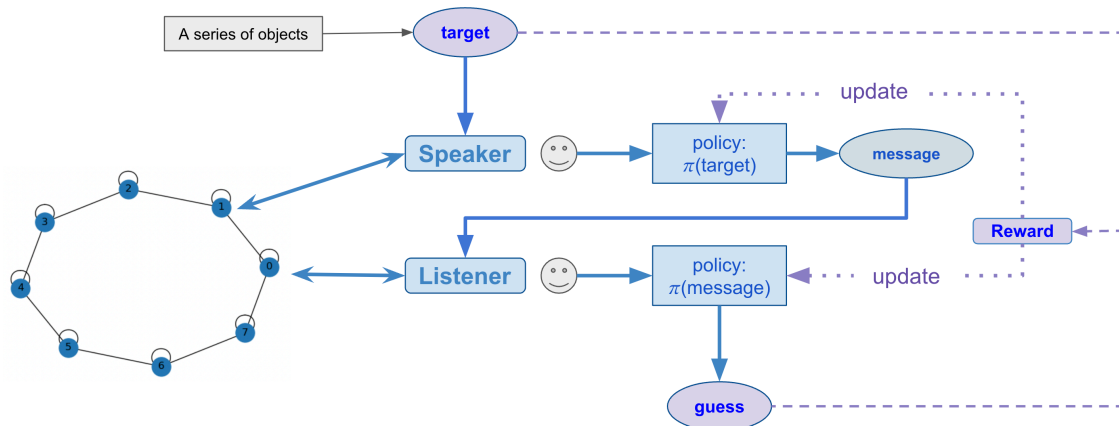 A series of objects
target
update
Speaker
policy:
π(target)
message
2
1
3
0
4
Reward
Listener
policy:
π(message)
update
7
5
6
guess